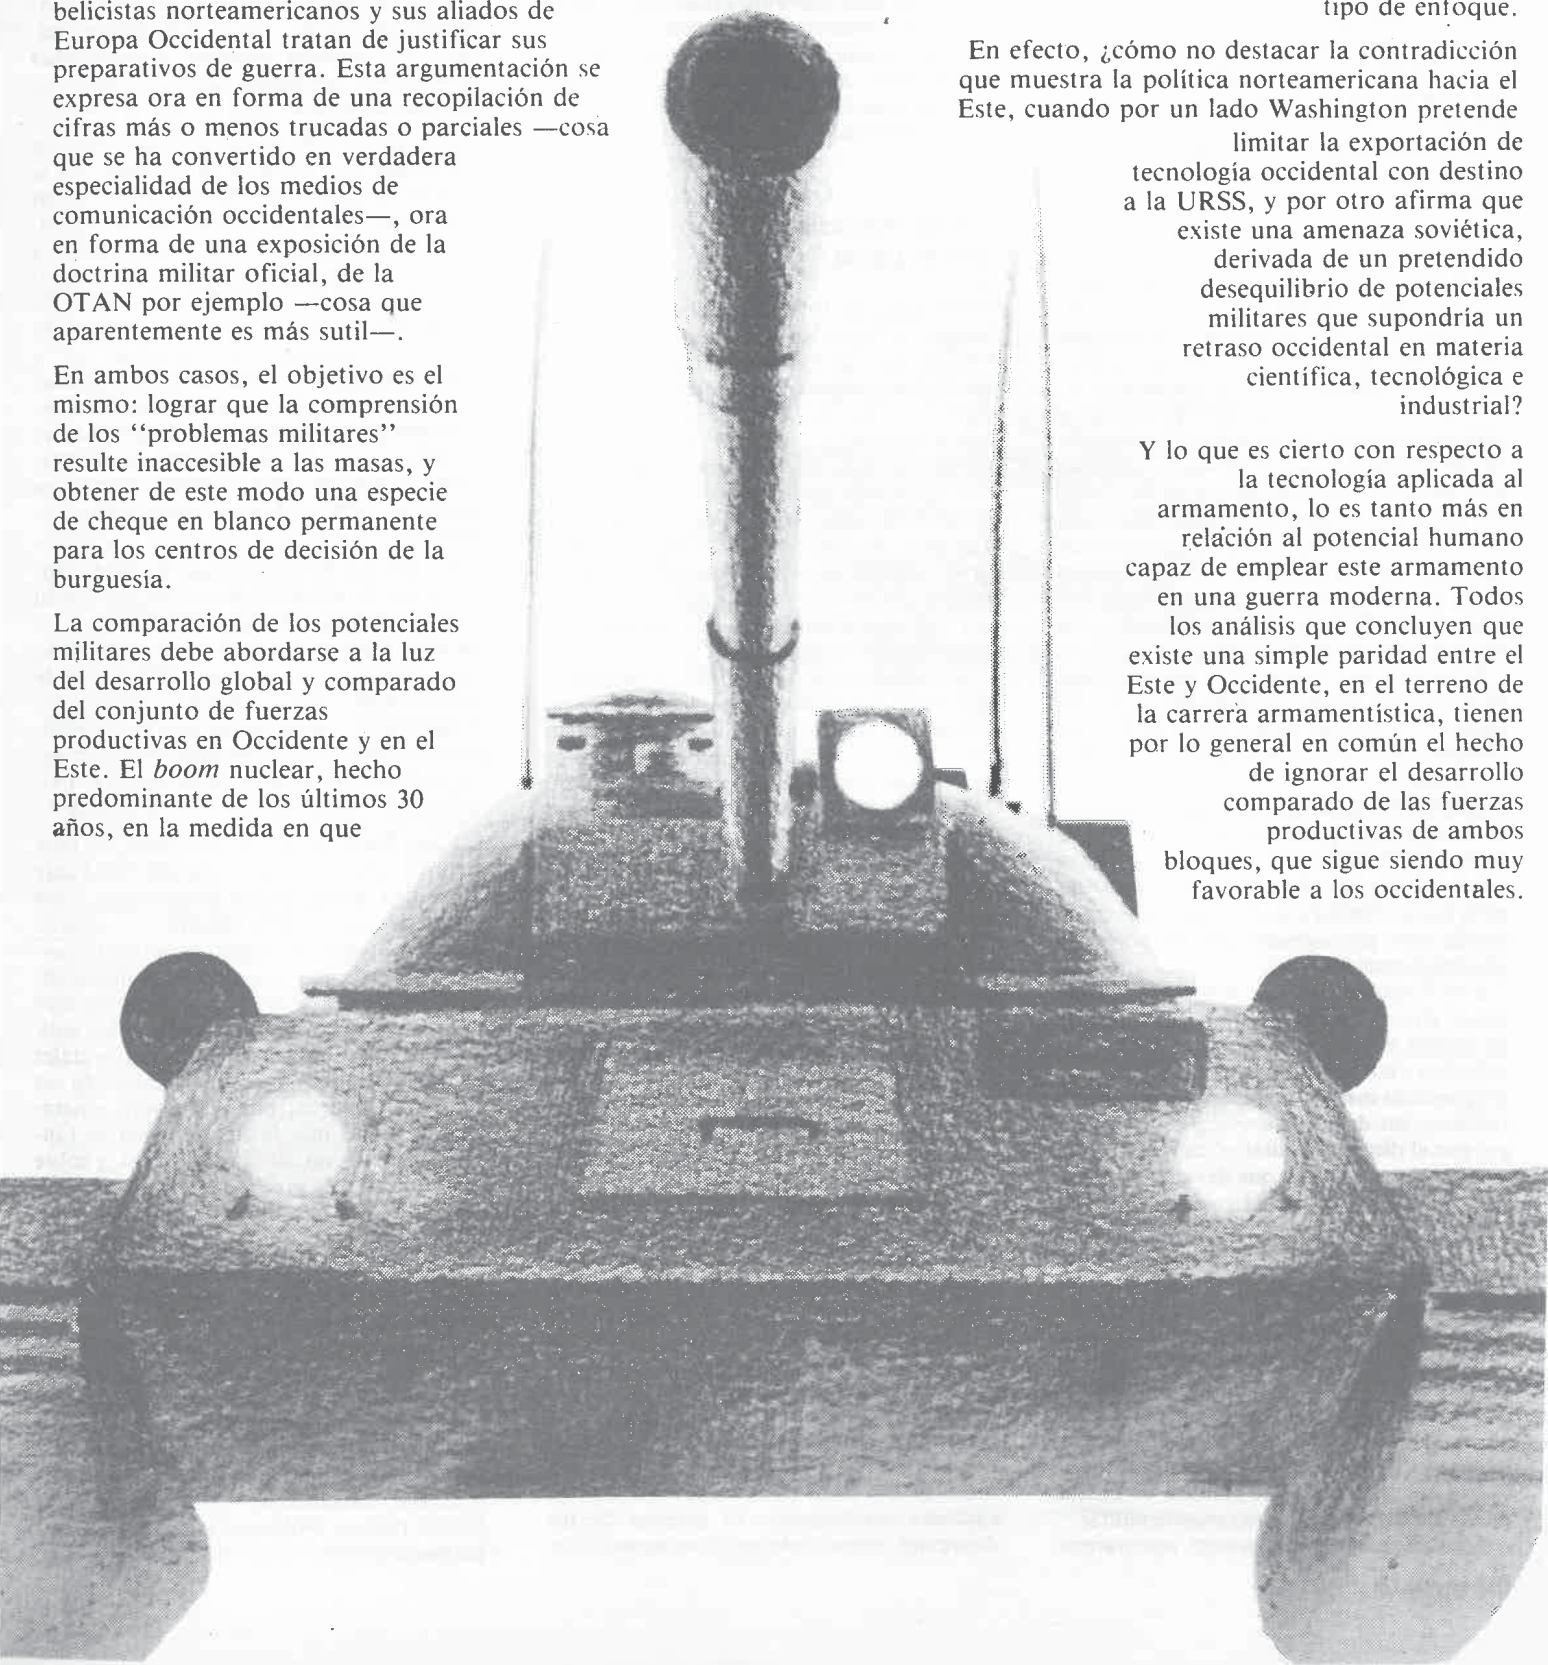 belicistas norteamericanos y sus aliados de
Europa Occidental tratan de justificar sus
preparativos de guerra. Esta argumentación se
expresa ora en forma de una recopilación de
cifras más o menos trucadas o parciales —cosa
que se ha convertido en verdadera
especialidad de los medios de
comunicación occidentales—, ora
en forma de una exposición de la
doctrina militar oficial, de la
OTAN por ejemplo —cosa que
aparentemente es más sutil—.
En ambos casos, el objetivo es el
mismo: lograr que la comprensión
de los “problemas militares”
resulte inaccesible a las masas, y
obtener de este modo una especie
de cheque en blanco permanente
para los centros de decisión de la
burguesía.
La comparación de los potenciales
militares debe abordarse a la luz
del desarrollo global y comparado
del conjunto de fuerzas
productivas en Occidente y en el
Este. El boom nuclear, hecho
predominante de los últimos 30
años, en la medida en que
tipo de enfoque.
En efecto, ¿cómo no destacar la contradicción
que muestra la política norteamericana hacia el
Este, cuando por un lado Washington pretende
limitar la exportación de
tecnología occidental con destino
a la URSS, y por otro afirma que
existe una amenaza soviética,
derivada de un pretendido
desequilibrio de potenciales
militares que supondría un
retraso occidental en materia
científica, tecnológica e
industrial?
Y lo que es cierto con respecto a
la tecnología aplicada al
armamento, lo es tanto más en
relación al potencial humano
capaz de emplear este armamento
en una guerra moderna. Todos
los análisis que concluyen que
existe una simple paridad entre el
Este y Occidente, en el terreno de
la carrera armamentística, tienen
por lo general en común el hecho
de ignorar el desarrollo
comparado de las fuerzas
productivas de ambos
bloques, que sigue siendo muy
favorable a los occidentales.